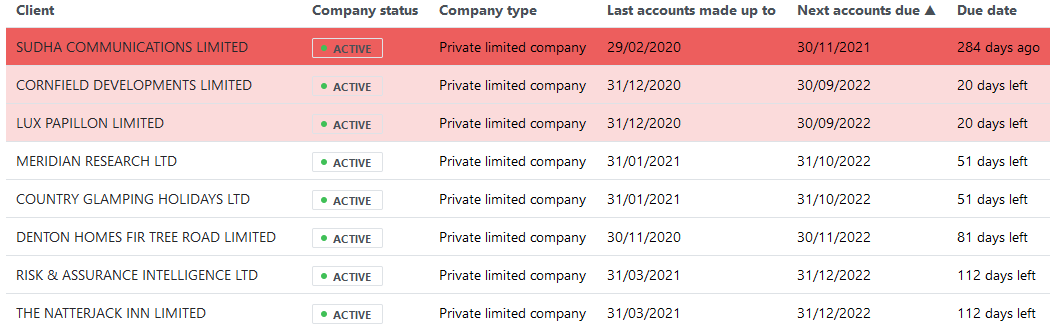 Client Company status Company type Last accounts made up to Next accounts due ▲ Due date
SUDHA COMMUNICATIONS LIMITED ACTIVE Private limited company 29/02/2020 30/11/2021 284 days ago
CORNFIELD DEVELOPMENTS LIMITED ACTIVE Private limited company 31/12/2020 30/09/2022 20 days left
LUX PAPILLON LIMITED ACTIVE Private limited company 31/12/2020 30/09/2022 20 days left
MERIDIAN RESEARCH LTD ACTIVE Private limited company 31/01/2021 31/10/2022 51 days left
COUNTRY GLAMPING HOLIDAYS LTD ACTIVE Private limited company 31/01/2021 31/10/2022 51 days left
DENTON HOMES FIR TREE ROAD LIMITED ACTIVE Private limited company 30/11/2020 30/11/2022 81 days left
RISK & ASSURANCE INTELLIGENCE LTD ACTIVE Private limited company 31/03/2021 31/12/2022 112 days left
THE NATTERJACK INN LIMITED ACTIVE Private limited company 31/03/2021 31/12/2022 112 days left